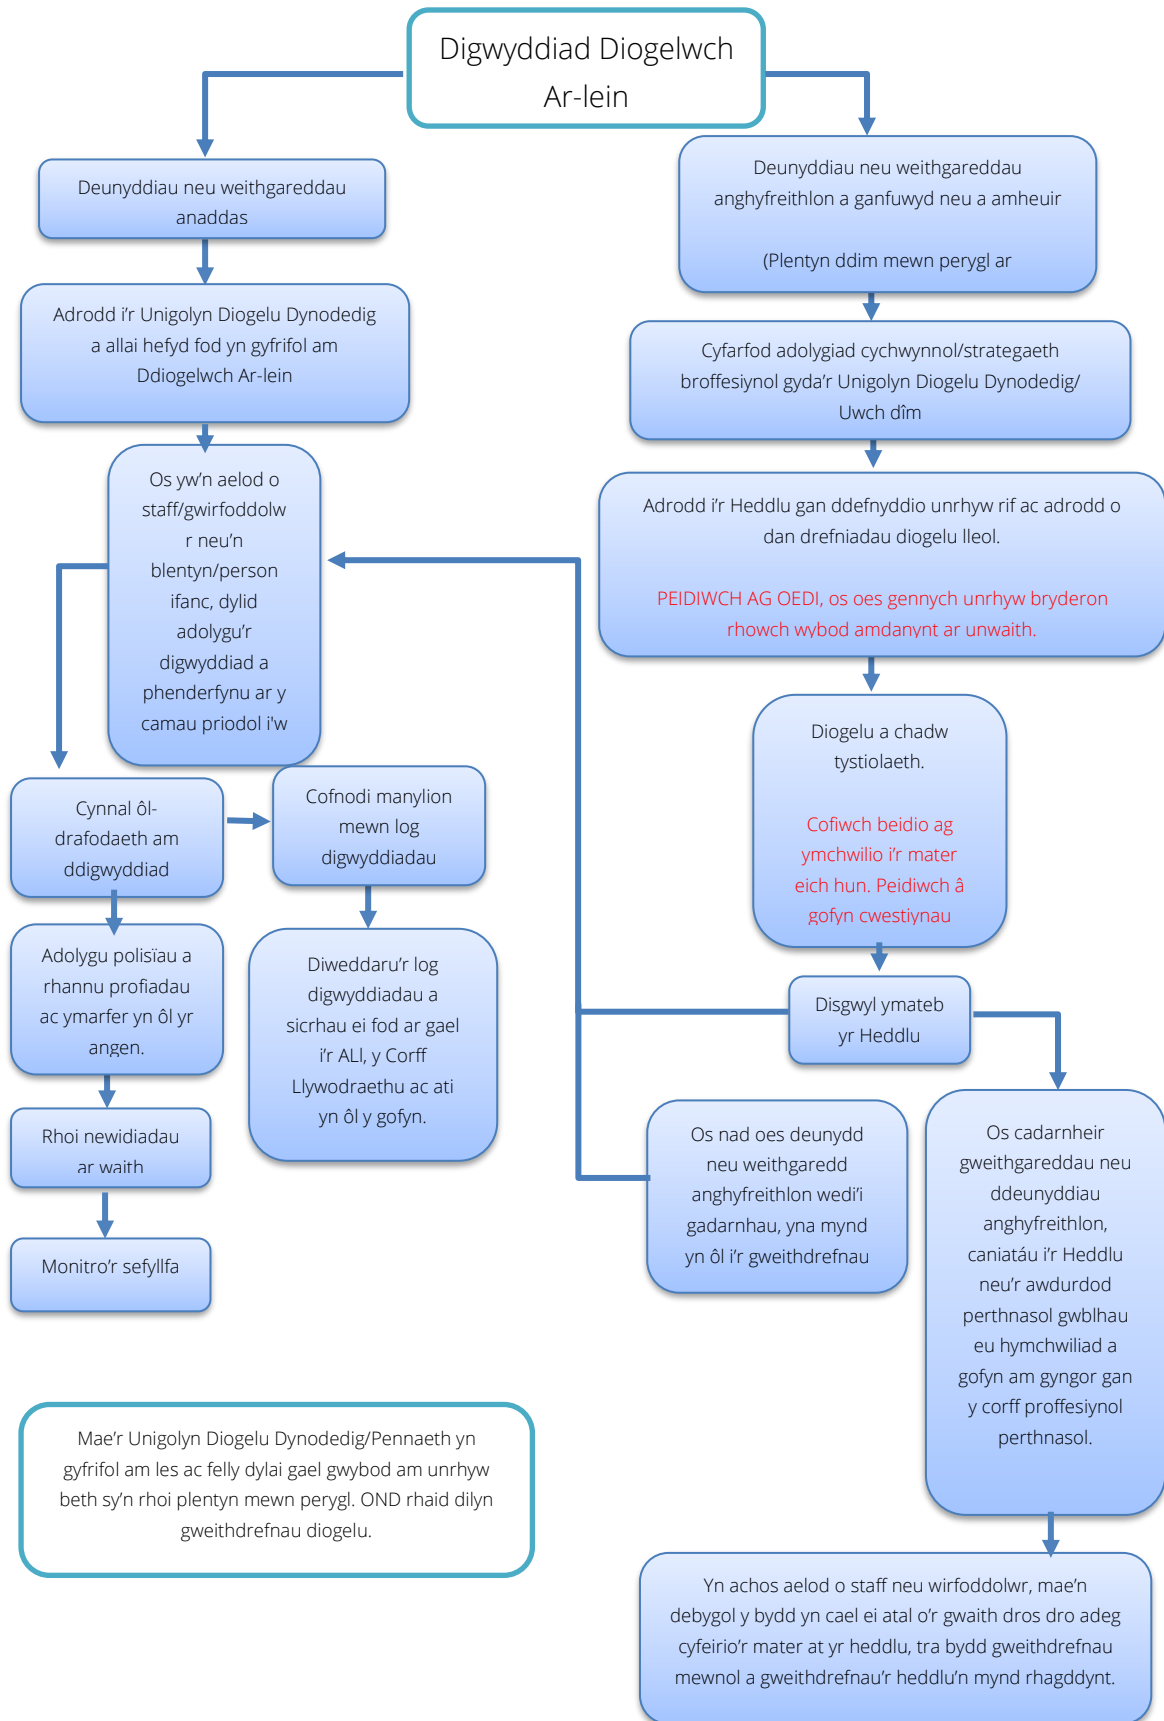 Digwyddiad Diogelwch
Ar-lein
Deunyddiau neu weithgareddau
anaddas
Adrodd i'r Unigolyn Diogelu Dynodedig
a allai hefyd fod yn gyfrifol am
Ddiogelwch Ar-lein
Os yw'n aelod o
staff/gwirfoddolw
r neu'n
blentyn/person
ifanc, dylid
adolygu'r
digwyddiad a
phenderfynu ar y
camau priodol i'w
Cynnal ôl-
drafodaeth am
ddigwyddiad
Cofnodi manylion
mewn log
digwyddiadau
Adolygu polisïau a
rhannu profiadau
ac ymarfer yn ôl yr
angen.
Diweddaru'r log
digwyddiadau a
sicrhau ei fod ar gael
i'r ALl, y Corff
Llywodraethu ac ati
yn ôl y gofyn.
Rhoi newidiadau
ar waith
Monitro'r sefyllfa
Deunyddiau neu weithgareddau
anghyfreithlon a ganfuwyd neu a amheuir
(Plentyn ddim mewn perygl ar
Cyfarfod adolygiad cychwynnol/strategaeth
broffesiynol gyda'r Unigolyn Diogelu Dynodedig/
Uwch dîm
Adrodd i'r Heddlu gan ddefnyddio unrhyw rif ac adrodd o
dan drefniadau diogelu lleol.
PEIDIWCH AG OEDI, os oes gennych unrhyw bryderon
rhowch wybod amdanynt ar unwaith.
Diogelu a chadw
tystiolaeth.
Cofiwch beidio ag
ymchwilio i'r mater
eich hun. Peidiwch â
gofyn cwestiynau
Disgwyl ymateb
yr Heddlu
Os nad oes deunydd
neu weithgaredd
anghyfreithlon wedi'i
gadarnhau, yna mynd
yn ôl i'r gweithdrefnau
Os cadarnheir
gweithgareddau neu
ddeunyddiau
anghyfreithlon,
caniatáu i'r Heddlu
neu'r awdurdod
perthnasol gwblhau
eu hymchwiliad a
gofyn am gyngor gan
y corff proffesiynol
perthnasol.
Mae'r Unigolyn Diogelu Dynodedig/Pennaeth yn
gyfrifol am les ac felly dylai gael gwybod am unrhyw
beth sy'n rhoi plentyn mewn perygl. OND rhaid dilyn
gweithdrefnau diogelu.
Yn achos aelod o staff neu wirfoddolwr, mae'n
debygol y bydd yn cael ei atal o'r gwaith dros dro adeg
cyfeirio'r mater at yr heddlu, tra bydd gweithdrefnau
mewnol a gweithdrefnau'r heddlu'n mynd rhagddynt.